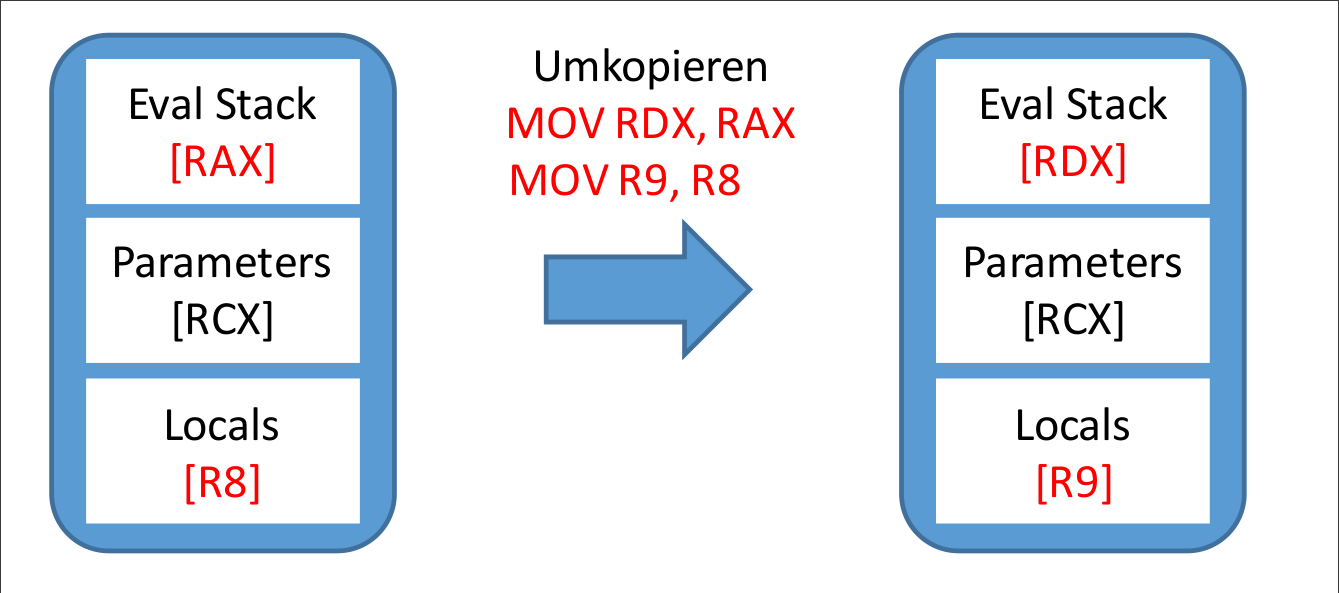 Eval Stack
[RAX]
Parameters
[RCX]
Locals
[R8]
Umkopieren
MOV RDX, RAX
MOV R9, R8
Eval Stack
[RDX]
Parameters
[RCX]
Locals
[R9]